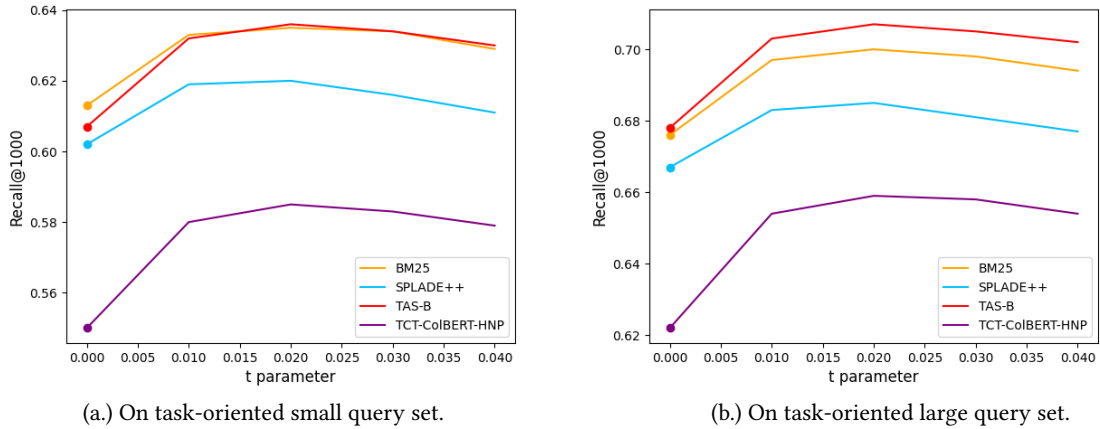 0.64
0.62
0.60
0.58
0.56
Recall@1000
0.000 0.005 0.010 0.015 0.020 0.025 0.030 0.035 0.040
t parameter
BM25
SPLADE++
TAS-B
TCT-ColBERT-HNP
(a.) On task-oriented small query set.
0.70
0.68
0.66
0.64
0.62
Recall@1000
0.000 0.005 0.010 0.015 0.020 0.025 0.030 0.035 0.040
t parameter
BM25
SPLADE++
TAS-B
TCT-ColBERT-HNP
(b.) On task-oriented large query set.